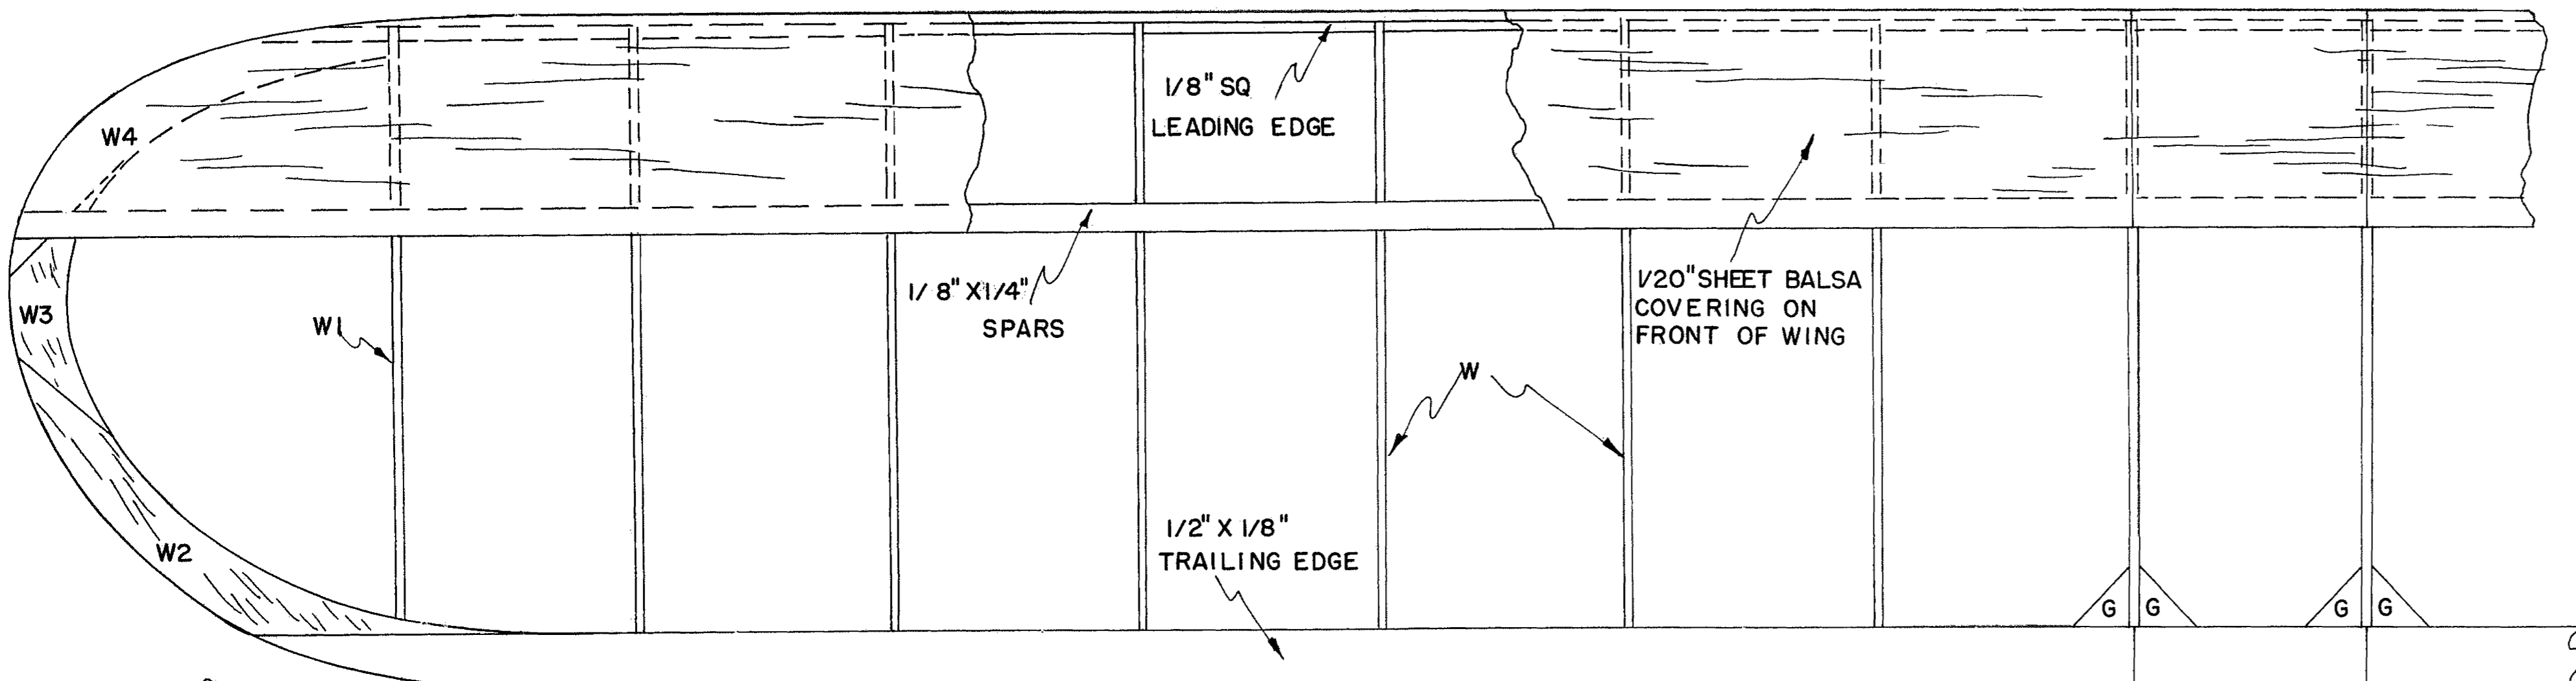 1/8" SQ
LEADING EDGE
W4
1/8" X 1/4"
SPARS
1/20" SHEET BALSA
COVERING ON
FRONT OF WING
W3
W1
W
1/2" X 1/8"
TRAILING EDGE
W2
G G
G G